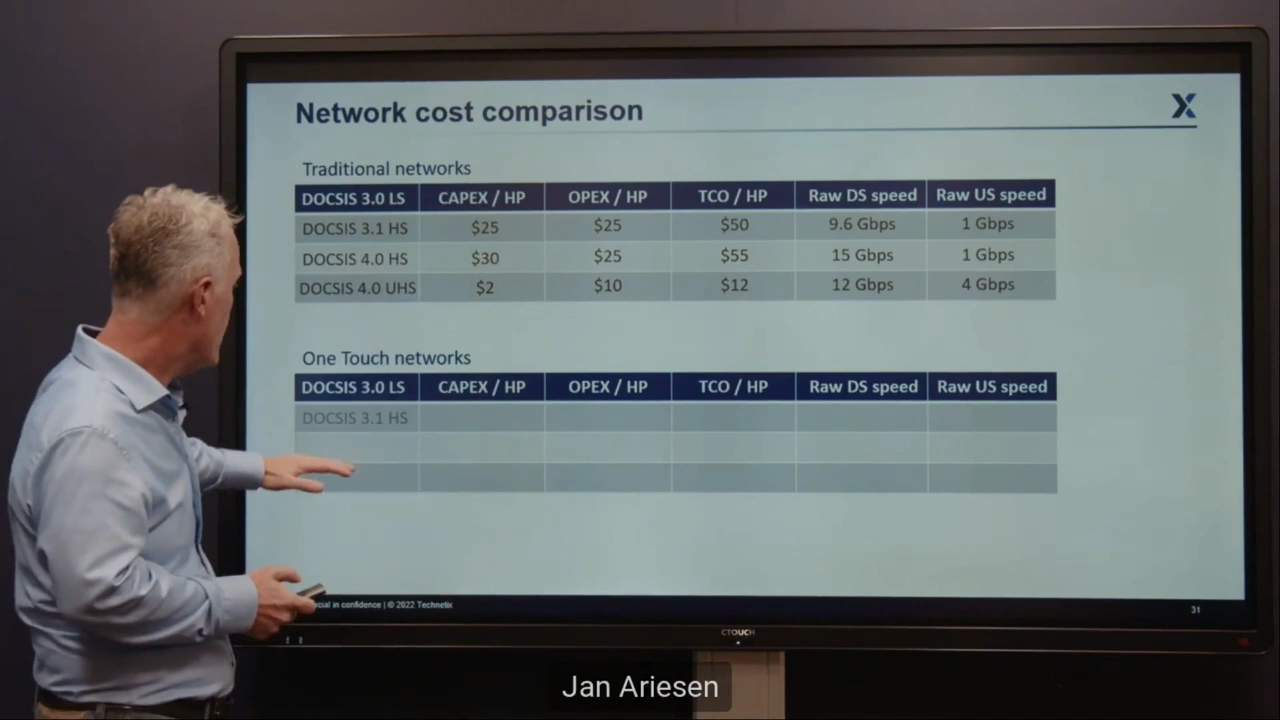 Network cost comparison
Traditional networks
DOCSIS 3.0 LS CAPEX / HP OPEX / HP TCO / HP Raw DS speed Raw US speed
DOCSIS 3.1 HS $25 $25 $50 9.6 Gbps 1 Gbps
DOCSIS 4.0 HS $30 $25 $55 15 Gbps 1 Gbps
DOCSIS 4.0 UHS $2 $10 $12 12 Gbps 4 Gbps
One Touch networks
DOCSIS 3.0 LS CAPEX / HP OPEX / HP TCO / HP Raw DS speed Raw US speed
DOCSIS 3.1 HS
in confidence | © 2022 Technetix
31
CTOUCH
Jan Ariesen